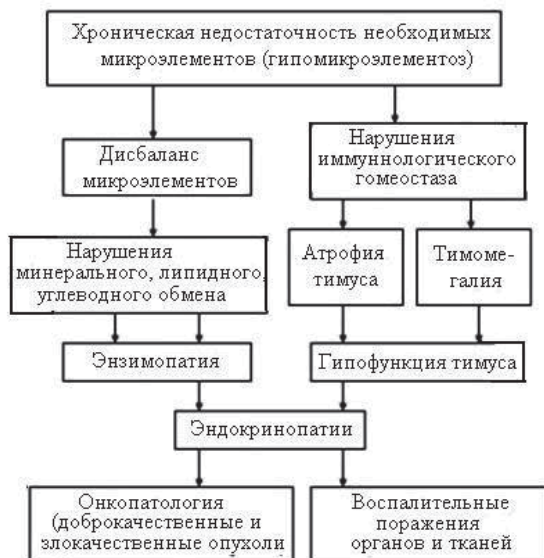 Хроническая недостаточность необходимых
микроэлементов (гипомикроэлементоз)
Дисбаланс
микроэлементов
Нарушения
иммуннологического
гомеостаза
Нарушения
минерального, липидного,
углеводного обмена
Атрофия
тимуса
Тимоме-
галия
Энзимопатия
Гипофункция тимуса
Эндокринопатии
Онкопатология
(доброкачественные и
злокачественные опухоли
Воспалительные
поражения
органов и тканей